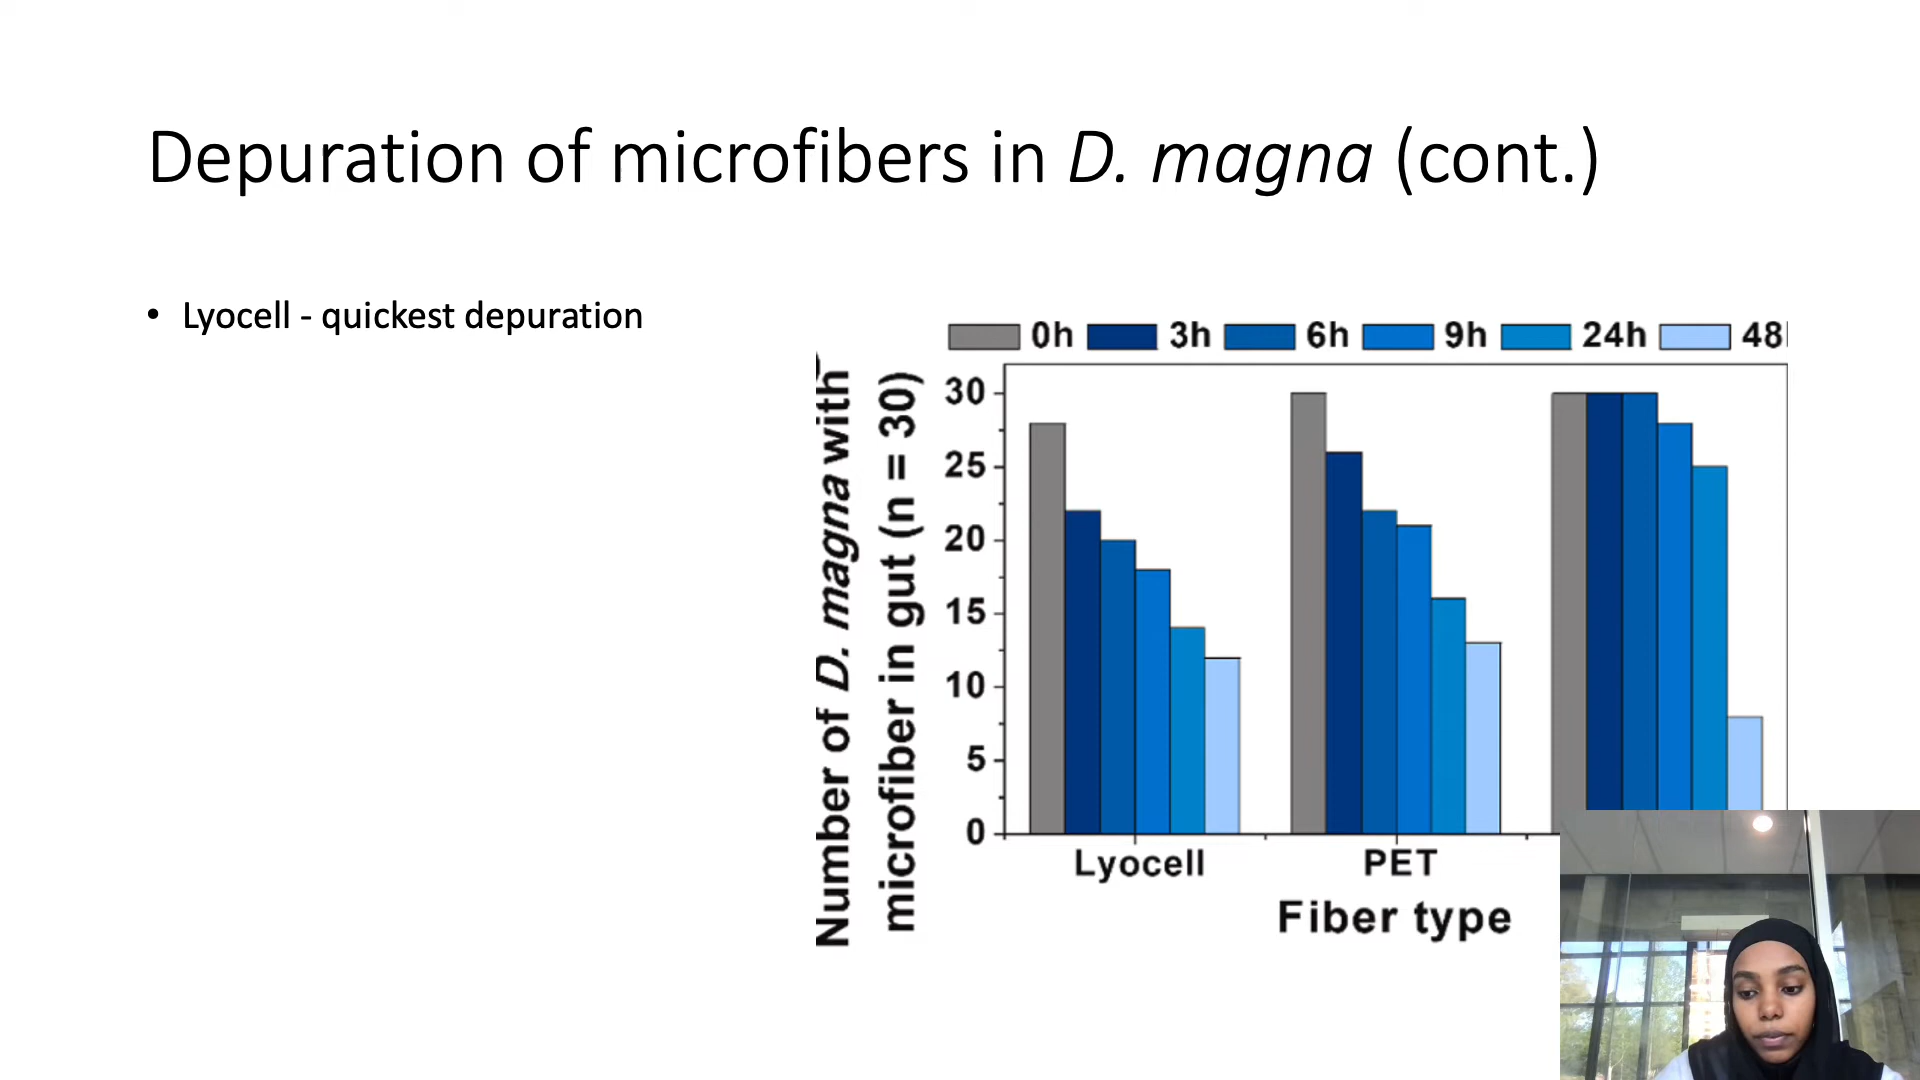 Depuration of microfibers in D. magna (cont.)
• Lyocell - quickest depuration
0h 3h 6h 9h 24h 48
Number of D. magna with
microfiber in gut (n = 30)
30
25
20
15
10
5
0
Lyocell PET
Fiber type